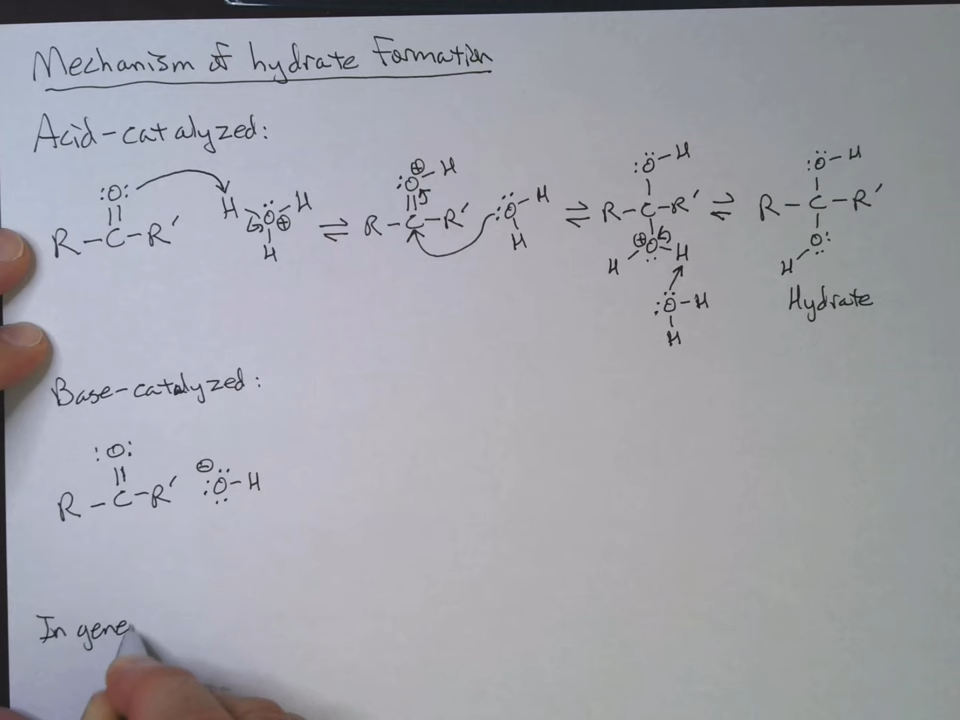 Mechanism of hydrate formation
Acid-catalyzed:
:O: H O⊕ H ⊕ :O-H :Ö-H :Ö-H :Ö-H
R-C-R' H ⇌ R-C-R' H ⇌ R-C-R' ⇌ R-C-R'
H ⊕O H H O:
:Ö-H Hydrate
H
Base-catalyzed:
:O: ⊖
R-C-R' :Ö-H
In gene